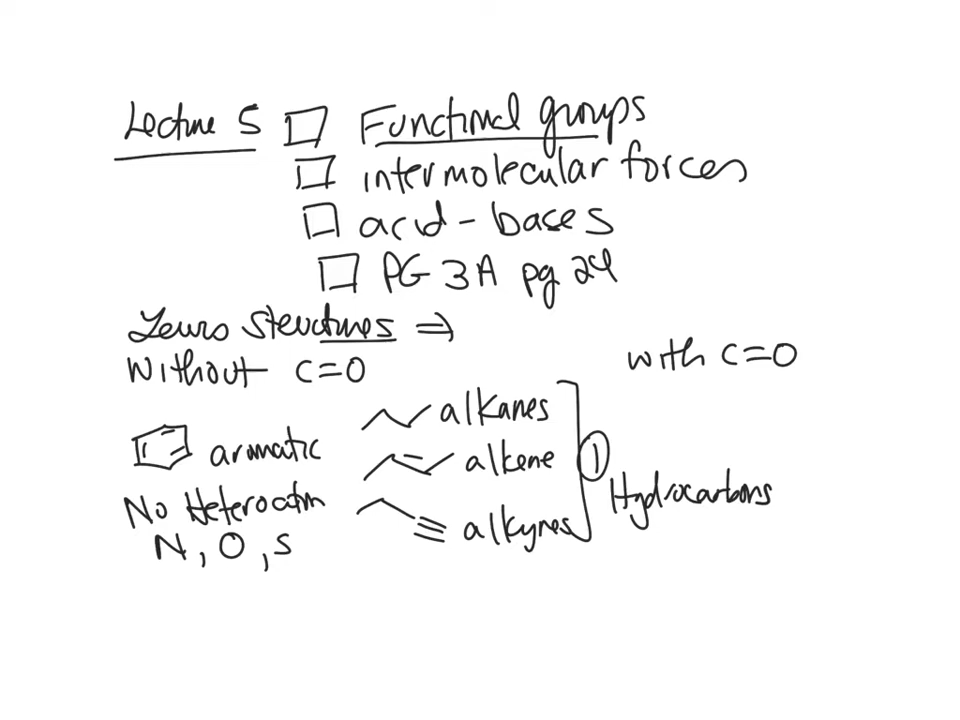 Lecture 5 Functional groups
intermolecular forces
acid - bases
PG 3A pg 24
Lewis Structures ⇒
Without C=O
with C=O
alkanes
aromatic
alkene
①
Hydrocarbons
No Heteroatm
alkynes
N, O, S